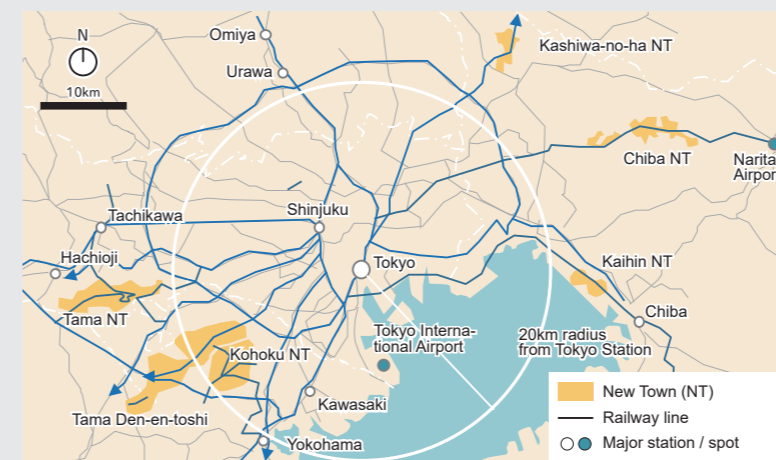 N
10km
Omiya
Urawa
Kashiwa-no-ha NT
Chiba NT
Narita
Airpor
Tachikawa
Shinjuku
Hachioji
Tokyo
Kaihin NT
Tama NT
Chiba
Tokyo Interna-
tional Airport
20km radius
from Tokyo Station
Kohoku NT
Kawasaki
Tama Den-en-toshi
Yokohama
New Town (NT)
Railway line
Major station / spot